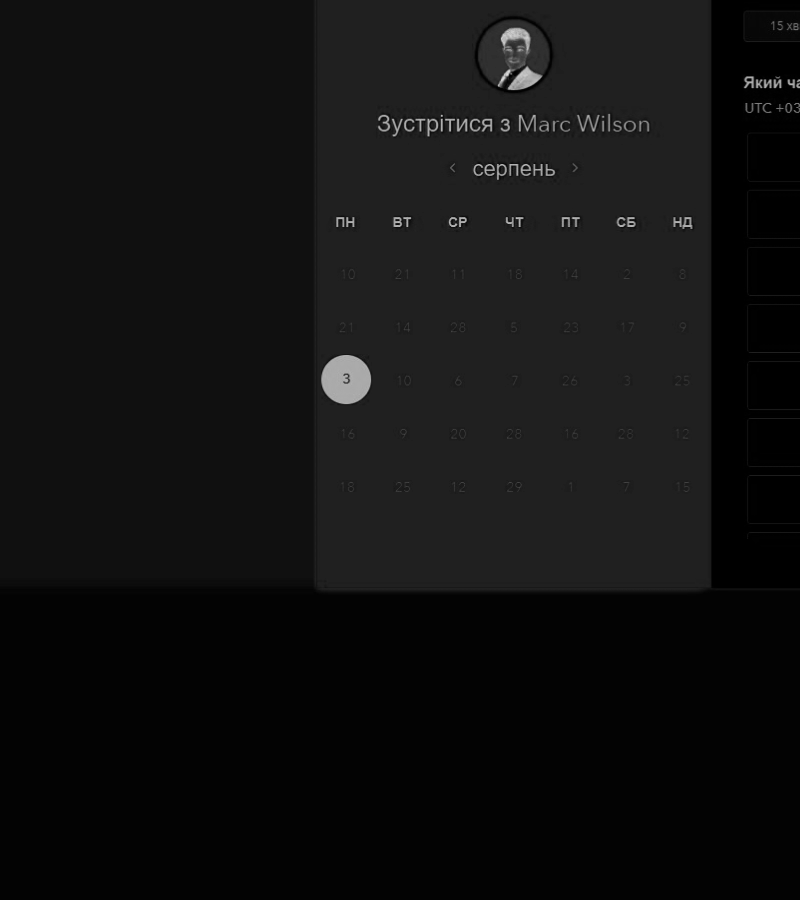 Зустрітися з Marc Wilson
серпень
ПН ВТ СР ЧТ ПТ СБ НД
10 21 11 18 14 2 8
21 14 28 5 23 17 9
3 10 6 7 26 3 25
16 9 20 28 16 28 12
18 25 12 29 1 7 15
15 хв
Який ча
UTC +03